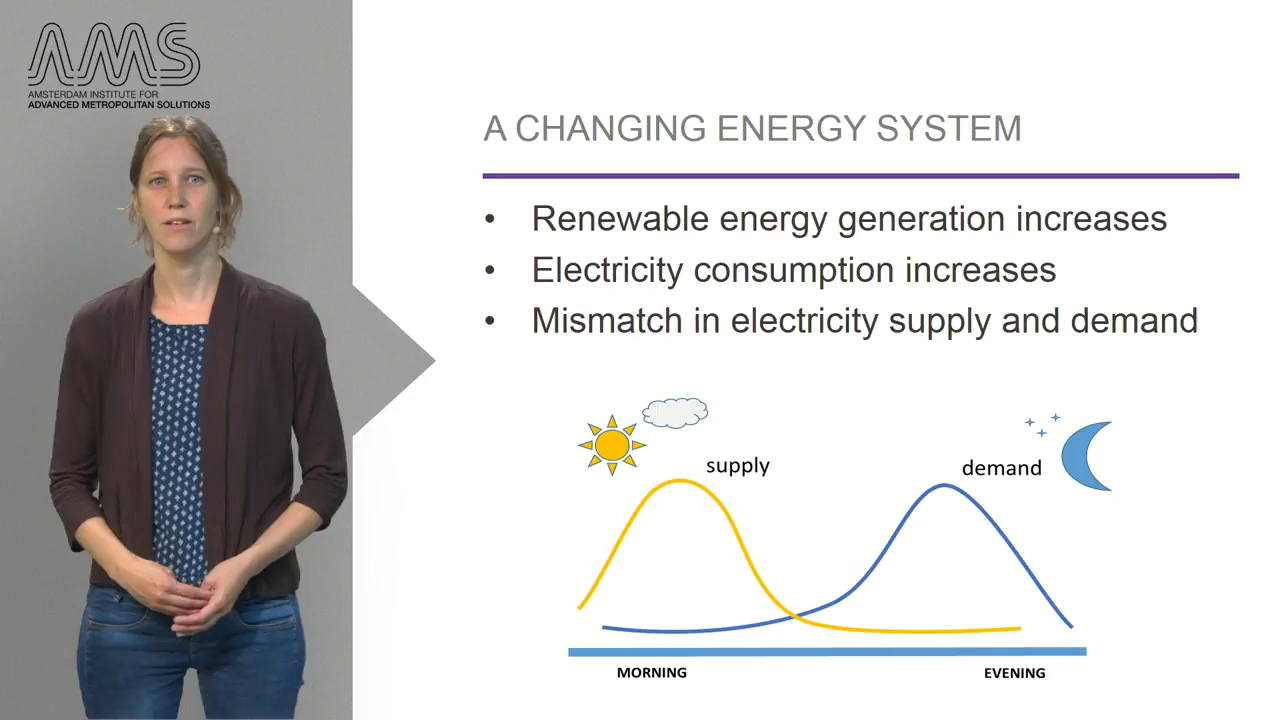 AMS
AMSTERDAM INSTITUTE FOR
ADVANCED METROPOLITAN SOLUTIONS
A CHANGING ENERGY SYSTEM
• Renewable energy generation increases
• Electricity consumption increases
• Mismatch in electricity supply and demand
supply
demand
MORNING
EVENING